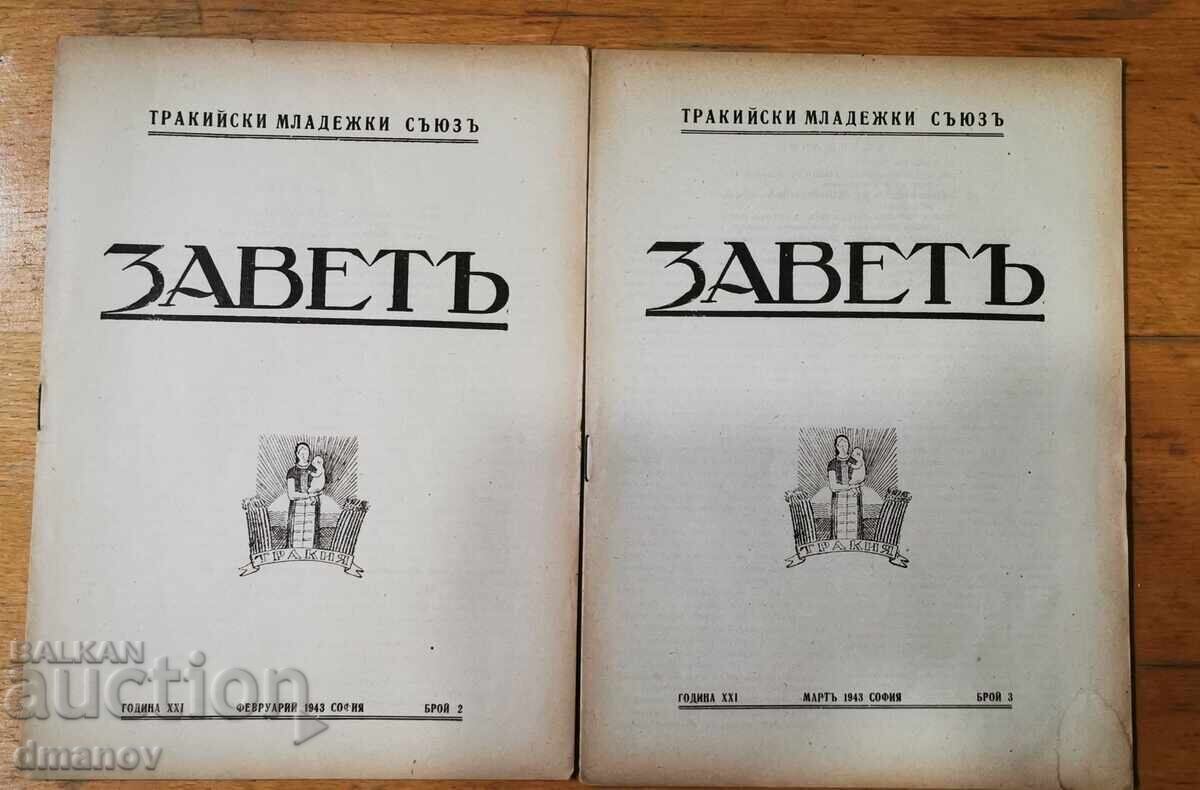 ТРАКИЙСКИ МЛАДЕЖКИ СЪЮЗЪ
ЗАВЕТЪ
ТРАКИЯ
ГОДИНА XXI ФЕВРУАРИЙ 1943 СОФИЯ БРОЙ 2
ТРАКИЙСКИ МЛАДЕЖКИ СЪЮЗЪ
ЗАВЕТЪ
ТРАКИЯ
ГОДИНА XXI МАРТЪ 1943 СОФИЯ БРОЙ 3
BALKAN
auction
dmanov